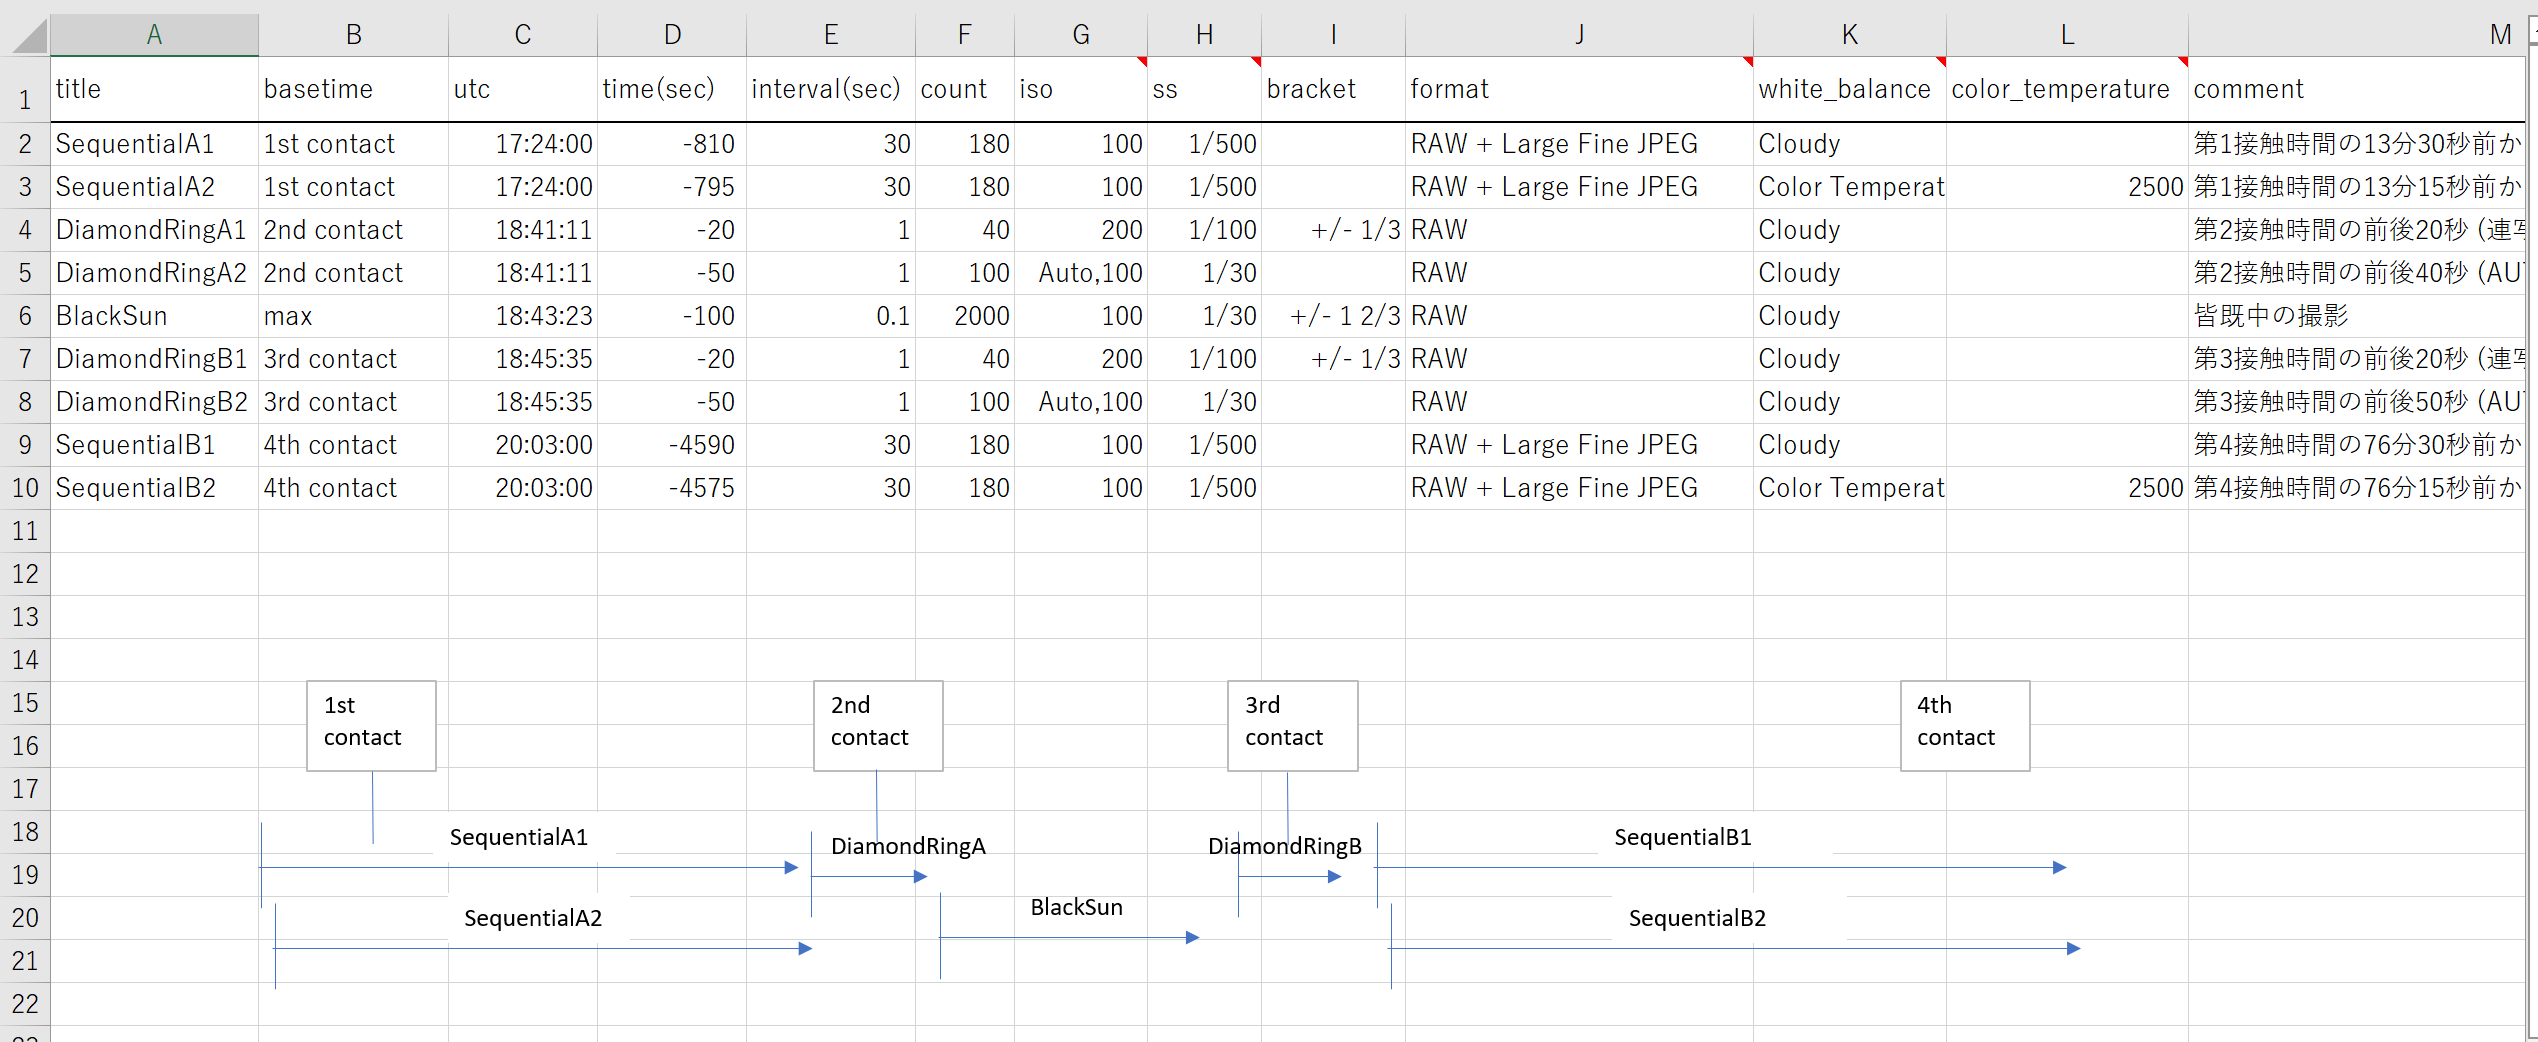 A B C D E F G H I J K L M
1 title basetime utc time(sec) interval(sec) count iso ss bracket format white_balance color_temperature comment
2 SequentialA1 1st contact 17:24:00 -810 30 180 100 1/500 RAW + Large Fine JPEG Cloudy 第1接触時間の13分30秒前か
3 SequentialA2 1st contact 17:24:00 -795 30 180 100 1/500 RAW + Large Fine JPEG Color Temperat 2500 第1接触時間の13分15秒前か
4 DiamondRingA1 2nd contact 18:41:11 -20 1 40 200 1/100 +/- 1/3 RAW Cloudy 第2接触時間の前後20秒 (連写
5 DiamondRingA2 2nd contact 18:41:11 -50 1 100 Auto,100 1/30 RAW Cloudy 第2接触時間の前後40秒 (AU
6 BlackSun max 18:43:23 -100 0.1 2000 100 1/30 +/- 1 2/3 RAW Cloudy 皆既中の撮影
7 DiamondRingB1 3rd contact 18:45:35 -20 1 40 200 1/100 +/- 1/3 RAW Cloudy 第3接触時間の前後20秒 (連写
8 DiamondRingB2 3rd contact 18:45:35 -50 1 100 Auto,100 1/30 RAW Cloudy 第3接触時間の前後50秒 (AU
9 SequentialB1 4th contact 20:03:00 -4590 30 180 100 1/500 RAW + Large Fine JPEG Cloudy 第4接触時間の76分30秒前か
10 SequentialB2 4th contact 20:03:00 -4575 30 180 100 1/500 RAW + Large Fine JPEG Color Temperat 2500 第4接触時間の76分15秒前か
11
12
13
14
15
16
17
18
19
20
21
22
1st
contact
2nd
contact
3rd
contact
4th
contact
SequentialA1
DiamondRingA
DiamondRingB
SequentialB1
SequentialA2
BlackSun
SequentialB2